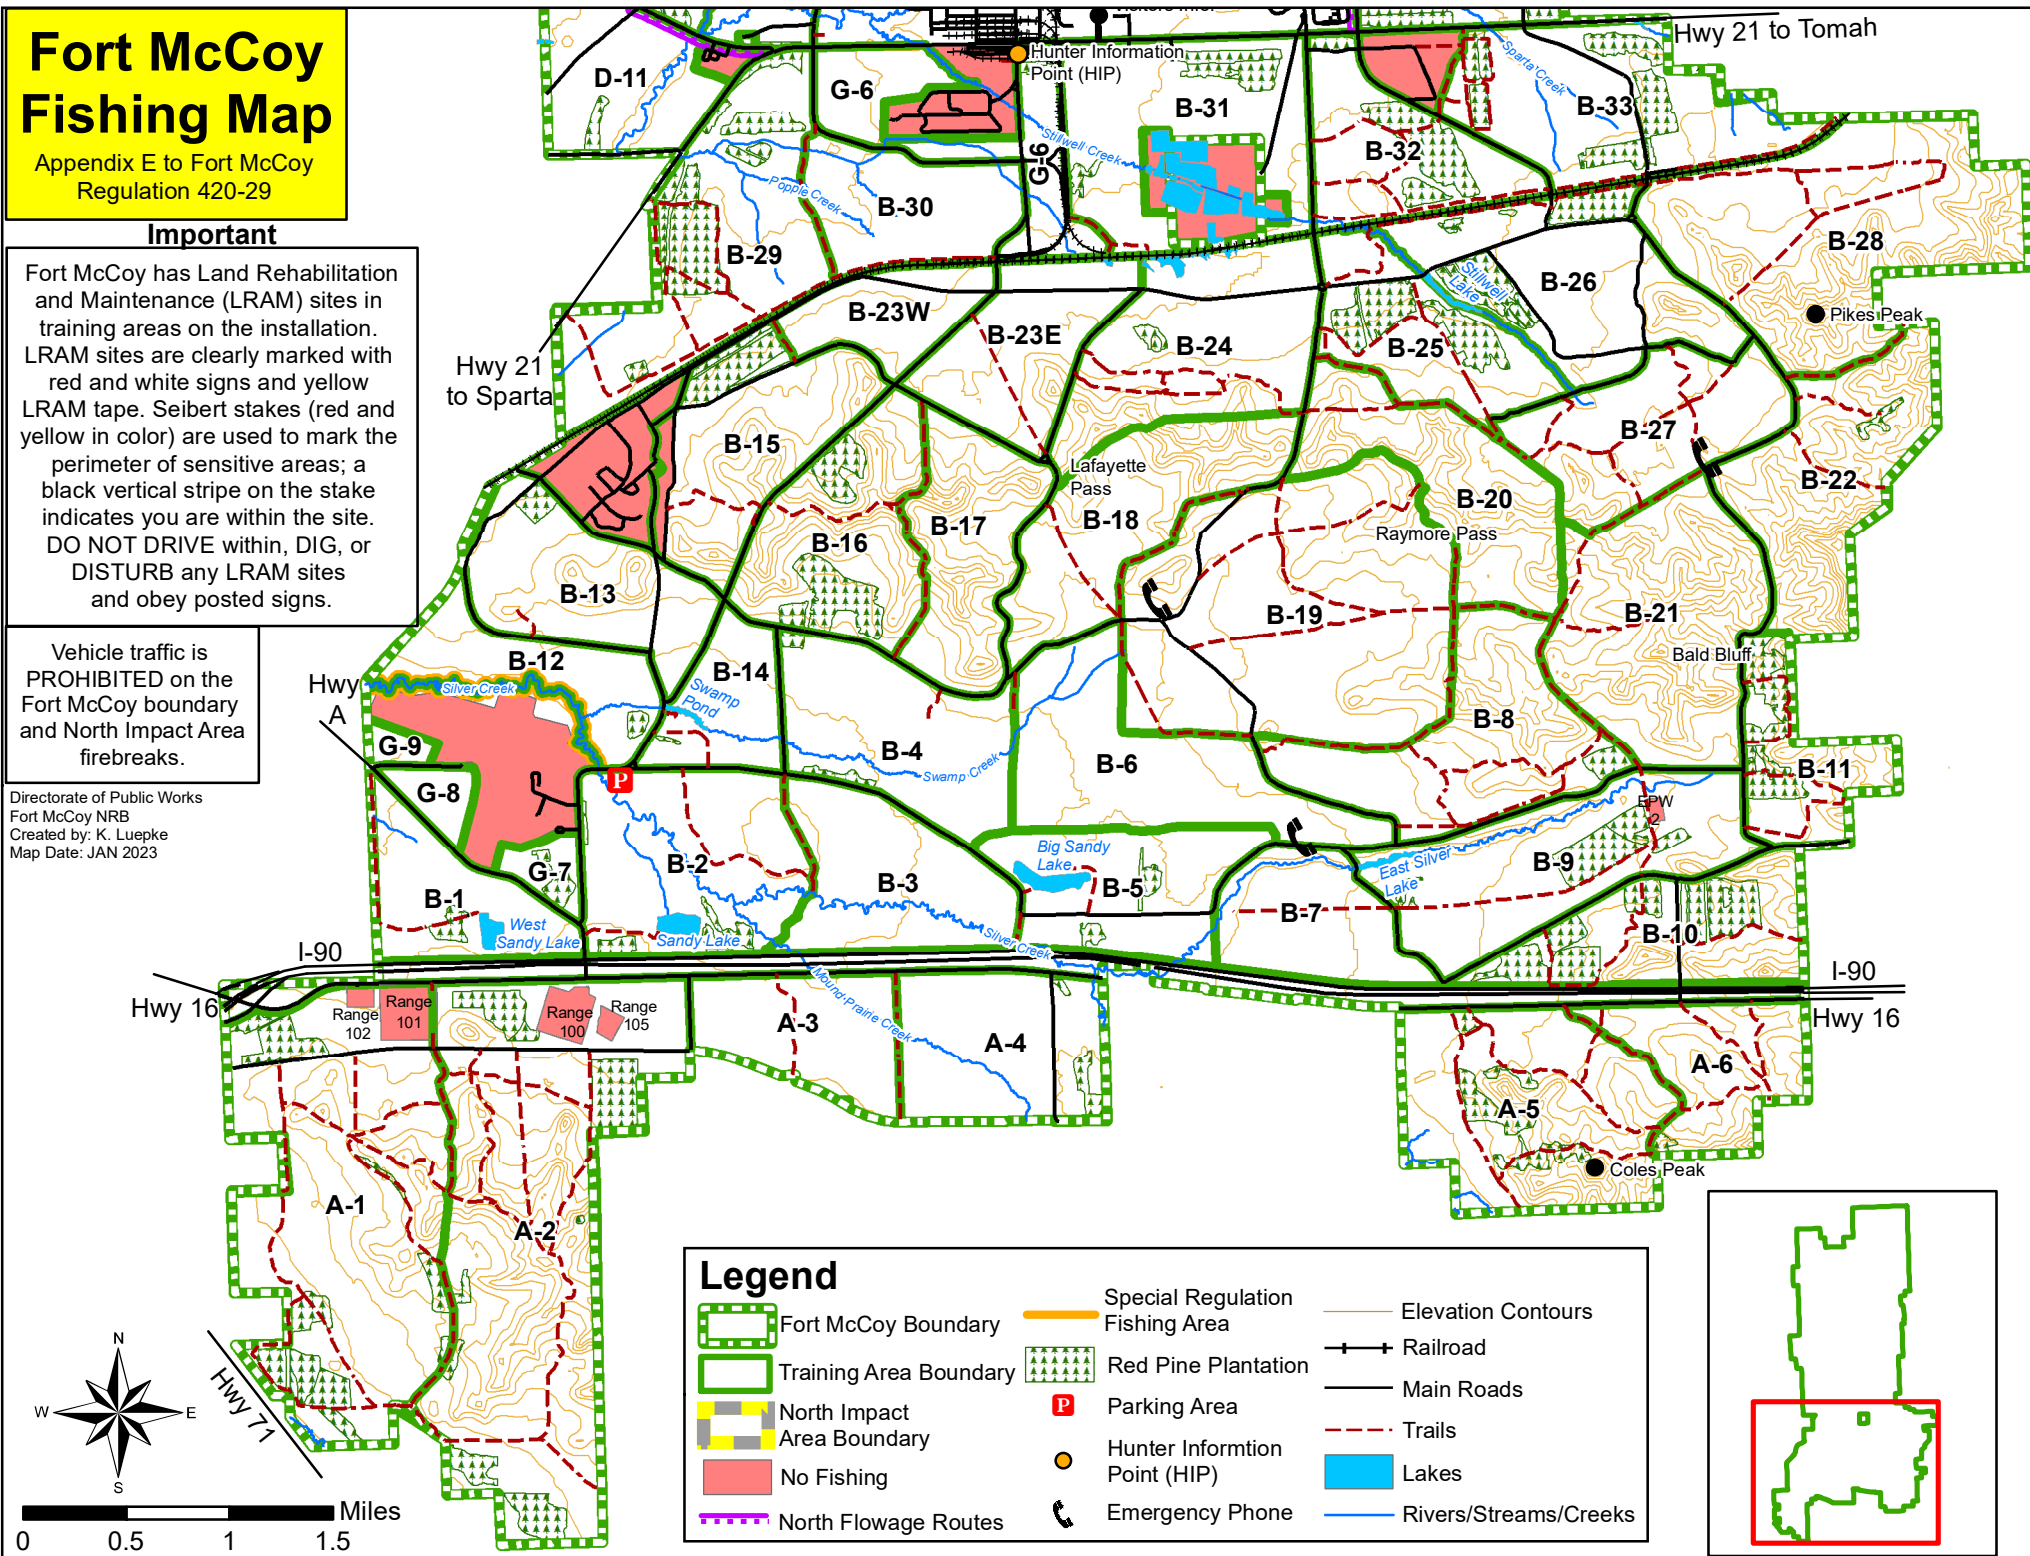 Fort McCoy
Fishing Map
Appendix E to Fort McCoy
Regulation 420-29
Important
Fort McCoy has Land Rehabilitation
and Maintenance (LRAM) sites in
training areas on the installation.
LRAM sites are clearly marked with
red and white signs and yellow
LRAM tape. Seibert stakes (red and
yellow in color) are used to mark the
perimeter of sensitive areas; a
black vertical stripe on the stake
indicates you are within the site.
DO NOT DRIVE within, DIG, or
DISTURB any LRAM sites
and obey posted signs.
Vehicle traffic is
PROHIBITED on the
Fort McCoy boundary
and North Impact Area
firebreaks.
Directorate of Public Works
Fort McCoy NRB
Created by: K. Luepke
Map Date: JAN 2023
Hwy 21 to Tomah
Hunter Information
Point (HIP)
D-11
G-6
B-31
Sparta Creek
B-33
Stillwell Creek
G-6
B-32
Popple Creek
B-30
B-29
B-28
B-26
Stillwell
Lake
B-23W
Pikes Peak
B-23E
B-24
B-25
Hwy 21
to Sparta
B-15
B-27
Lafayette
Pass
B-22
B-20
B-18
B-17
Raymore Pass
B-16
B-13
B-19
B-21
Bald Bluff
B-12
B-14
Hwy
A
Silver Creek
Swamp
Pond
B-8
G-9
B-4
Swamp Creek
B-6
B-11
G-8
EPW
2
Big Sandy
Lake
B-2
G-7
B-3
B-5
East Silver
Lake
B-9
B-1
B-7
West
Sandy Lake
Sandy Lake
Silver Creek
B-10
I-90
I-90
Hwy 16
Range
102
Range
101
Range
100
Range
105
Mound Prairie Creek
A-3
A-4
Hwy 16
A-6
A-5
Coles Peak
A-1
A-2
Hwy 71
N
W
E
S
Miles
0
0.5
1
1.5
Legend
Fort McCoy Boundary
Training Area Boundary
North Impact
Area Boundary
No Fishing
North Flowage Routes
Special Regulation
Fishing Area
Red Pine Plantation
P
Parking Area
Hunter Informtion
Point (HIP)
Emergency Phone
Elevation Contours
Railroad
Main Roads
Trails
Lakes
Rivers/Streams/Creeks
P